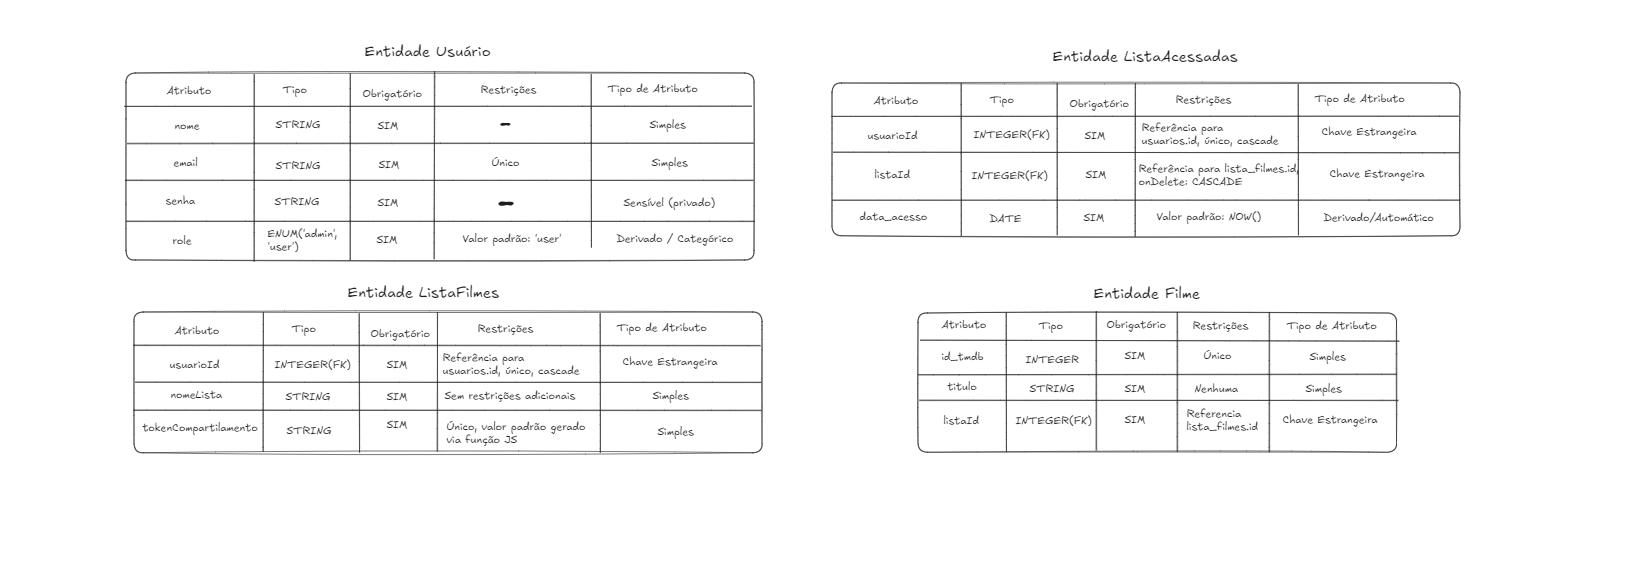 Entidade Usuário
Atributo Tipo Obrigatório Restrições Tipo de Atributo
nome STRING SIM - Simples
email STRING SIM Único Simples
senha STRING SIM - Sensível (privado)
role ENUM('admin', 'user') SIM Valor padrão: 'user' Derivado / Categórico
Entidade ListaAcessadas
Atributo Tipo Obrigatório Restrições Tipo de Atributo
usuarioId INTEGER(FK) SIM Referência para usuarios.id, único, cascade Chave Estrangeira
listaId INTEGER(FK) SIM Referência para lista_filmes.id, onDelete: CASCADE Chave Estrangeira
data_acesso DATE SIM Valor padrão: NOW() Derivado/Automático
Entidade ListaFilmes
Atributo Tipo Obrigatório Restrições Tipo de Atributo
usuarioId INTEGER(FK) SIM Referência para usuarios.id, único, cascade Chave Estrangeira
nomeLista STRING SIM Sem restrições adicionais Simples
tokenCompartilamento STRING SIM Único, valor padrão gerado via função JS Simples
Entidade Filme
Atributo Tipo Obrigatório Restrições Tipo de Atributo
id_tmdb INTEGER SIM Único Simples
titulo STRING SIM Nenhuma Simples
listaId INTEGER(FK) SIM Referencia lista_filmes.id Chave Estrangeira